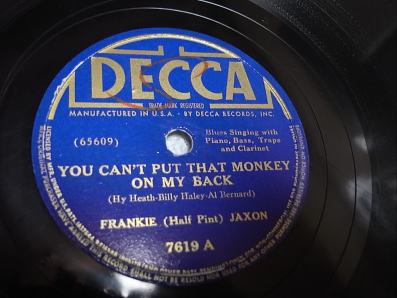 DECCA
TRADE MARK REGISTERED
MANUFACTURED IN U.S.A. · BY DECCA RECORDS, INC.
(65609)
Blues Singing with
Piano, Bass, Traps
and Clarinet
YOU CAN'T PUT THAT MONKEY
ON MY BACK
(Hy Heath-Billy Haley-Al Bernard)
FRANKIE (Half Pint) JAXON
7619 A